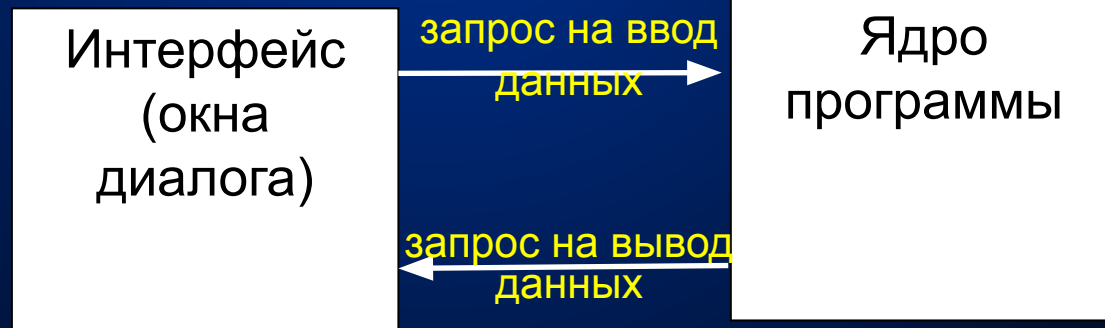 Интерфейс
(окна
диалога)
запрос на ввод
данных
Ядро
программы
запрос на вывод
данных